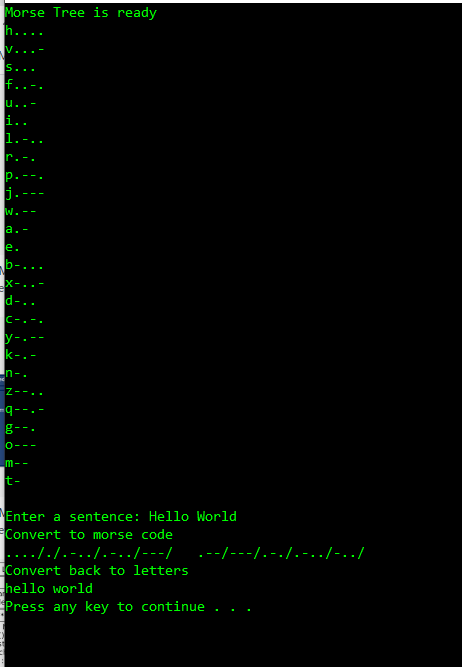 Morse Tree is ready
h....
v...-
s...
f..-.
u..-
i..
l.-..
r.-.
p.--.
j.---
w.--
a.-
e.
b-...
x-..-
d-..
c-.-.
y-.--
k-.-
n-.
z--..
q--.-
g--.
o---
m--
t-
Enter a sentence: Hello World
Convert to morse code
...././.-../.-../---/   .--/---/.-./.-../-../
Convert back to letters
hello world
Press any key to continue . . .